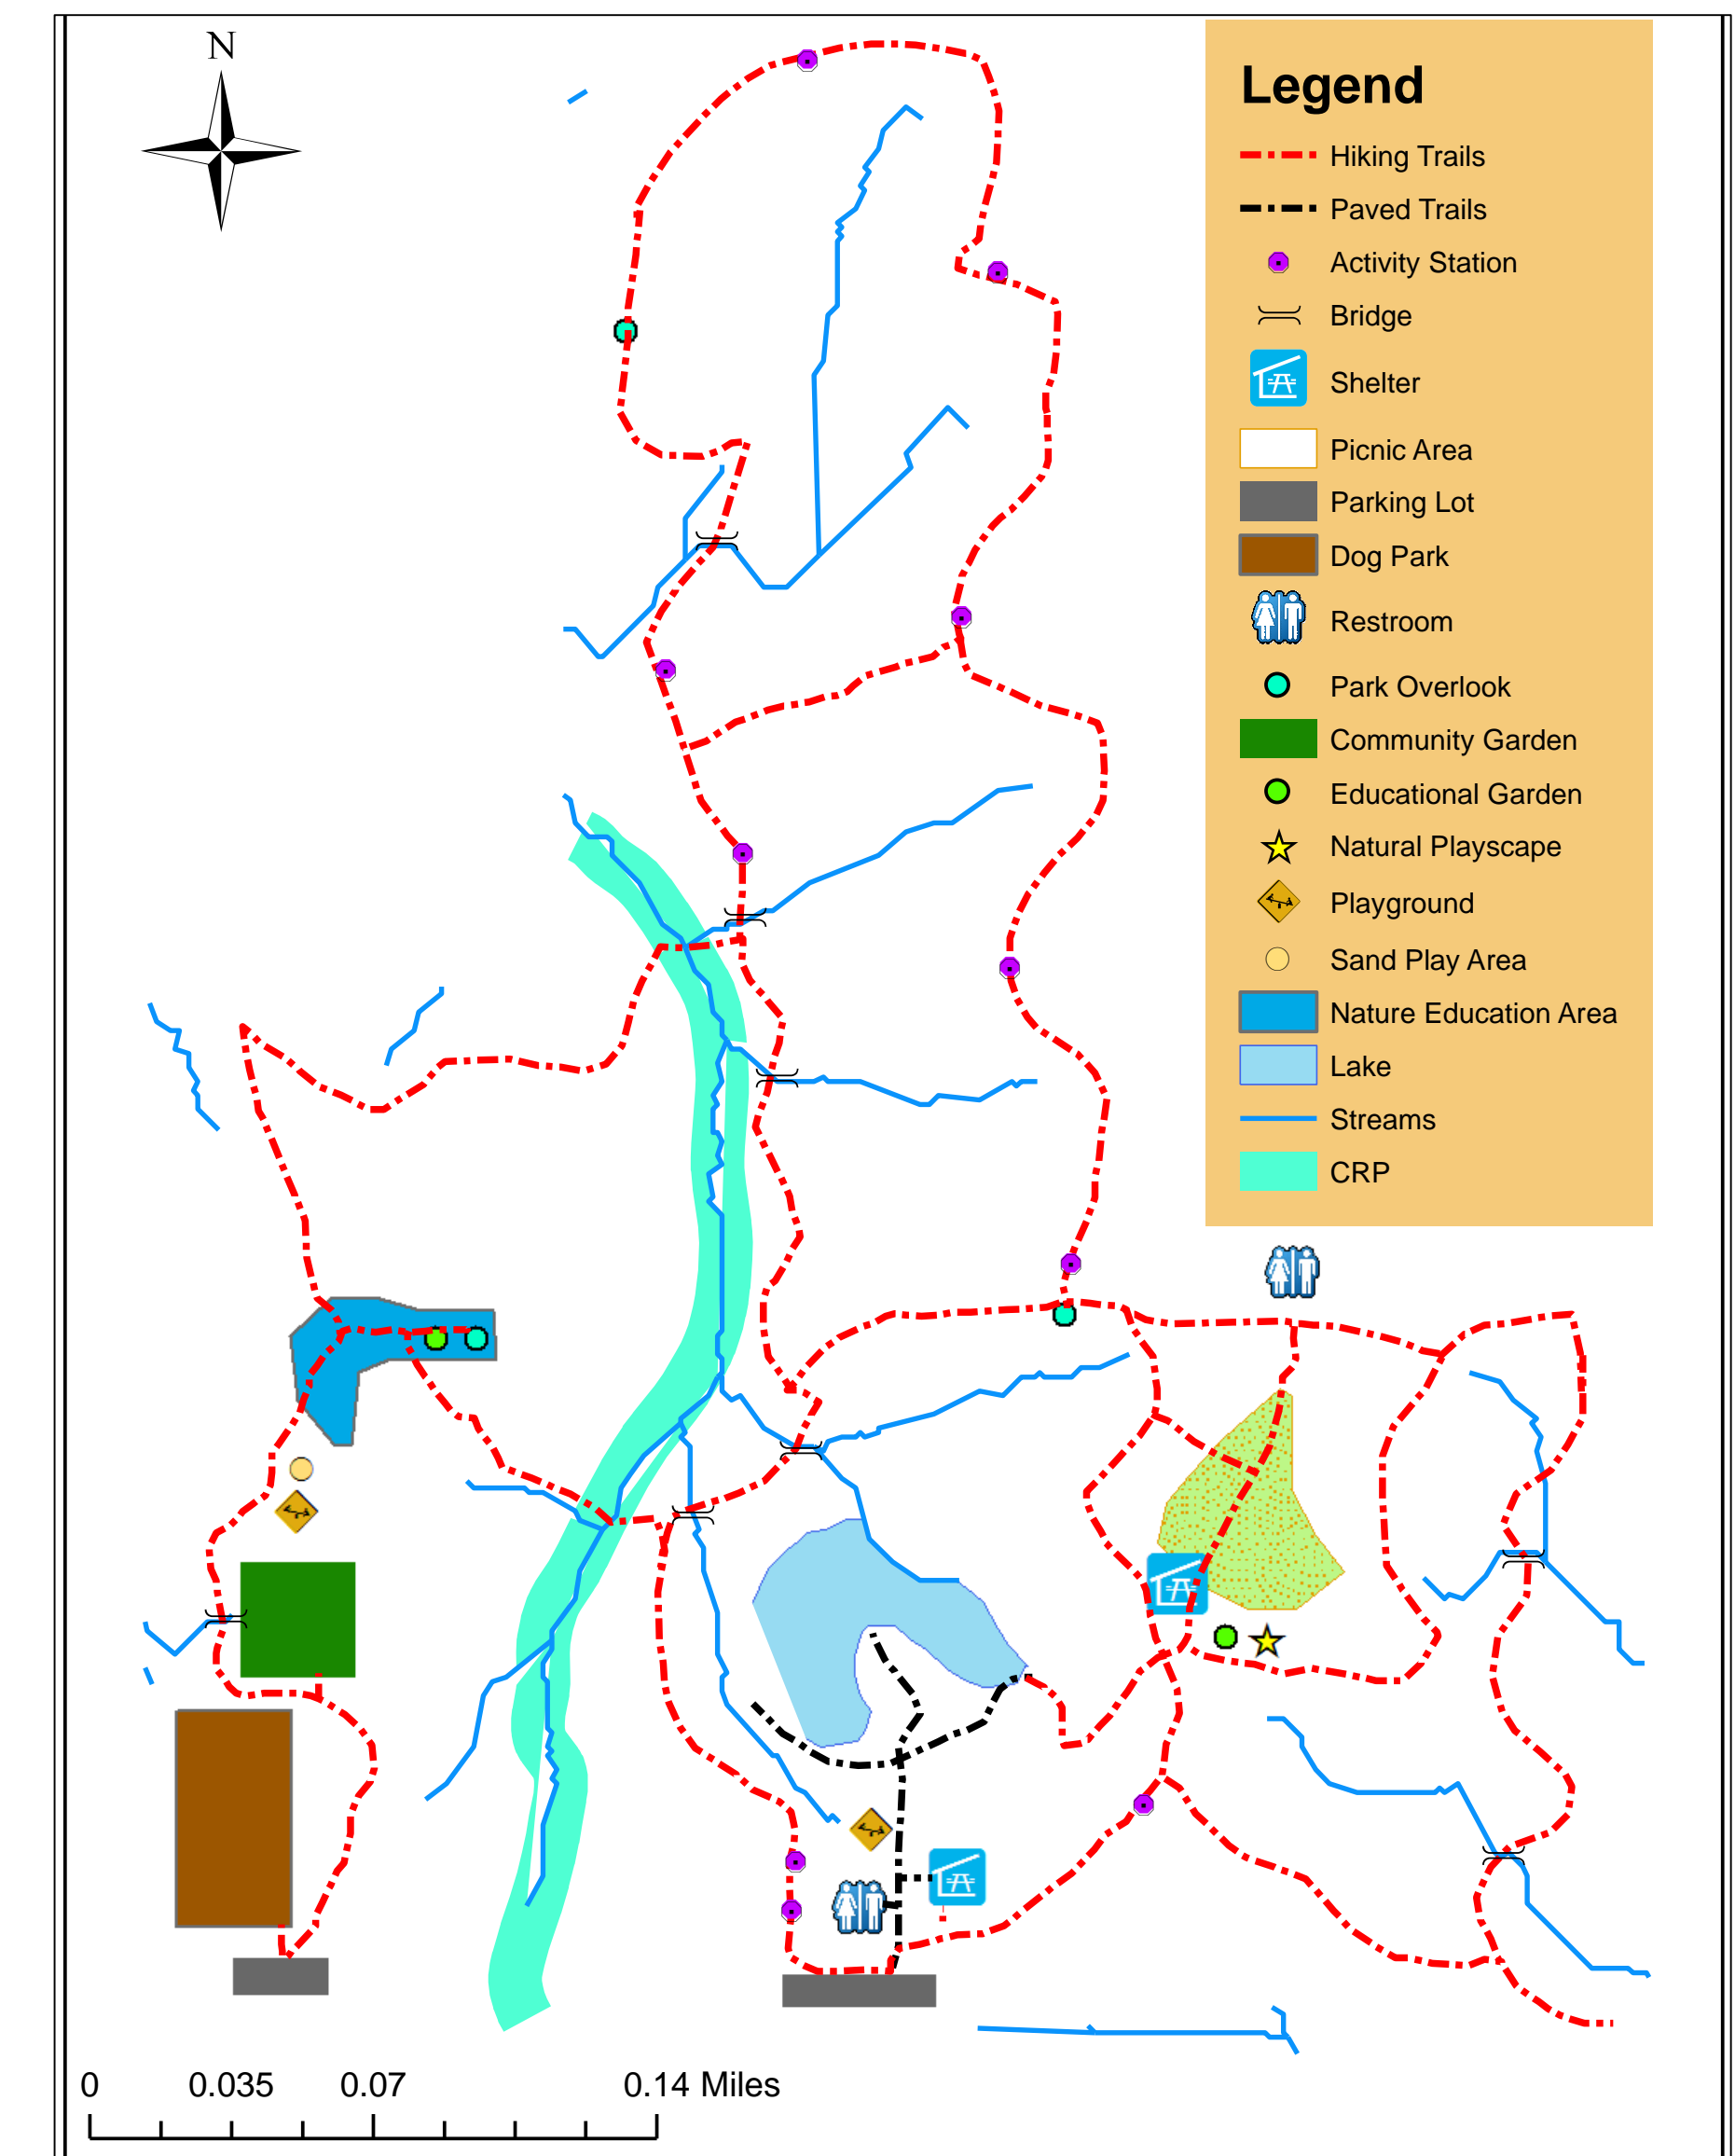 N
Legend
Hiking Trails
Paved Trails
Activity Station
Bridge
Shelter
Picnic Area
Parking Lot
Dog Park
Restroom
Park Overlook
Community Garden
Educational Garden
Natural Playscape
Playground
Sand Play Area
Nature Education Area
Lake
Streams
CRP
0 0.035 0.07 0.14 Miles